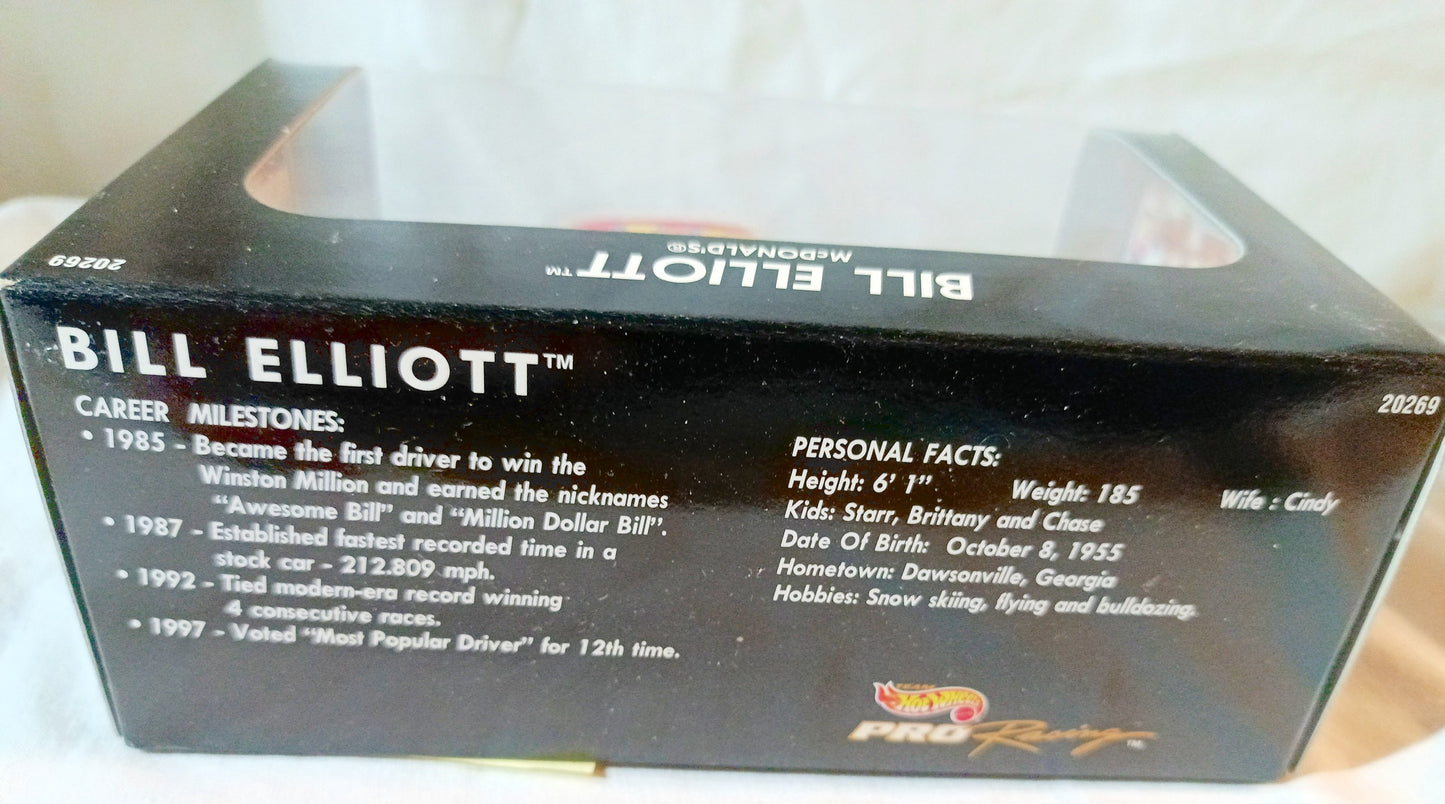 20269
McDONALD'S®
BILL ELLIOTT™
BILL ELLIOTT™
20269
CAREER MILESTONES:
• 1985 - Became the first driver to win the
Winston Million and earned the nicknames
"Awesome Bill" and "Million Dollar Bill".
• 1987 - Established fastest recorded time in a
stock car - 212.809 mph.
• 1992 - Tied modern-era record winning
4 consecutive races.
• 1997 - Voted "Most Popular Driver" for 12th time.
PERSONAL FACTS:
Height: 6' 1" Weight: 185 Wife : Cindy
Kids: Starr, Brittany and Chase
Date Of Birth: October 8, 1955
Hometown: Dawsonville, Georgia
Hobbies: Snow skiing, flying and bulldozing.
TEAM
HOT WHEELS
PRO Racing™